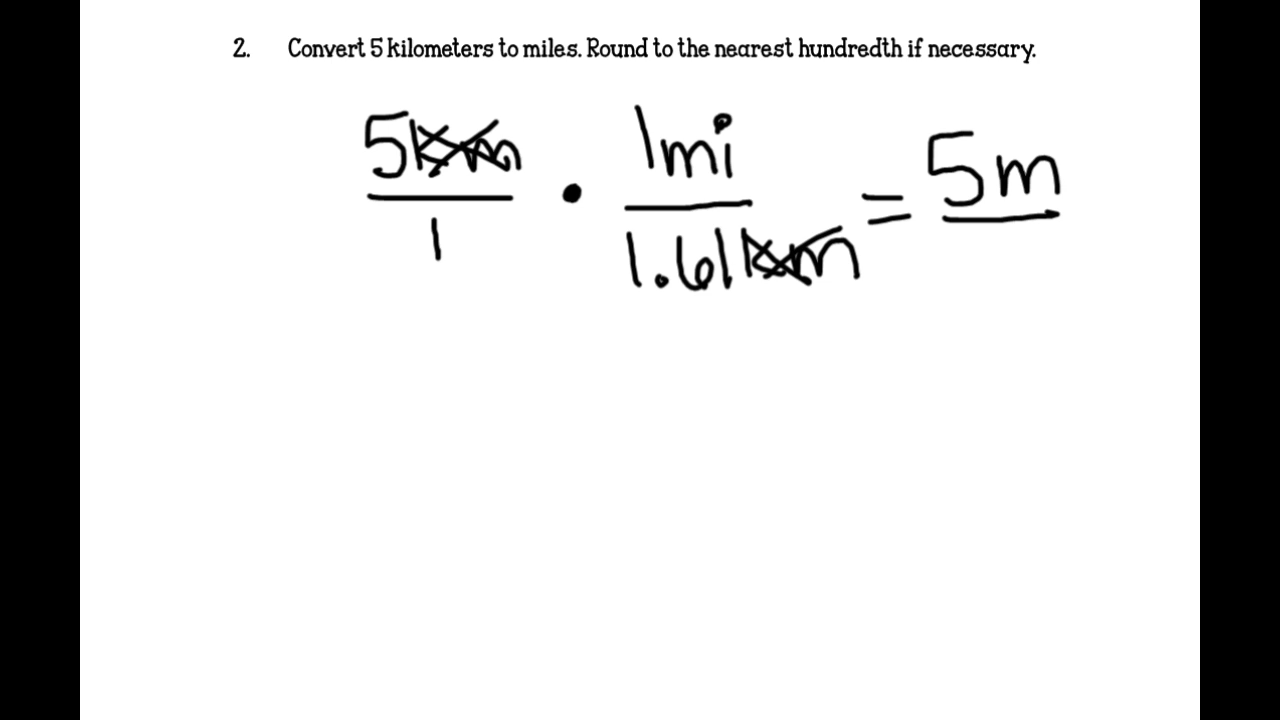 2. Convert 5 kilometers to miles. Round to the nearest hundredth if necessary.
5km/1 · 1mi/1.61km = 5m